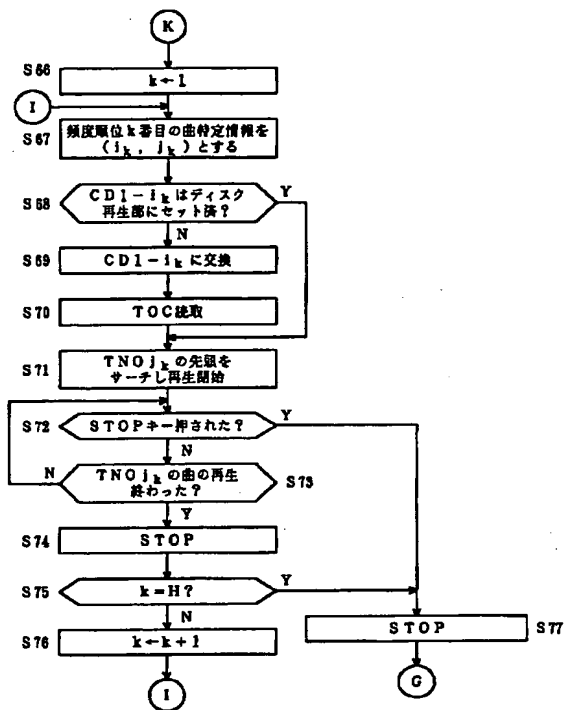 K
S66
k←1
I
S67
頻度順位k番目の曲特定情報を
(ik, jk)とする
S68
CD1-ikはディスク
再生部にセット済?
Y
N
S69
CD1-ikに交換
S70
TOC読取
S71
TNOjkの先頭を
サーチし再生開始
S72
STOPキー押された?
Y
N
N
TNOjkの曲の再生
終わった?
S73
Y
S74
STOP
S75
k=H?
Y
N
S76
k←k+1
STOP
S77
I
G